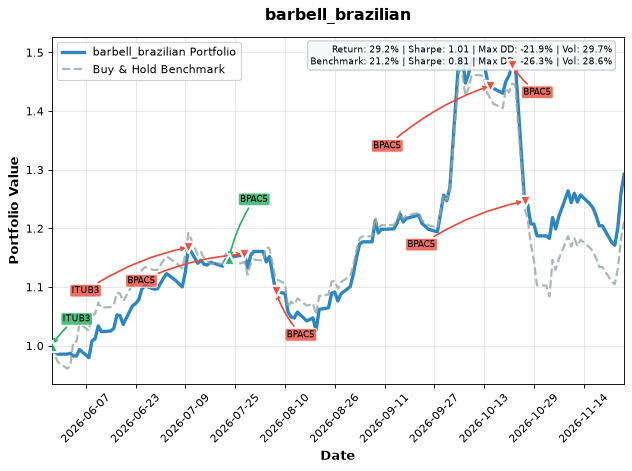 barbell_brazilian
Return: 29.2% | Sharpe: 1.01 | Max DD: -21.9% | Vol: 29.7%
Benchmark: 21.2% | Sharpe: 0.81 | Max DD: -26.3% | Vol: 28.6%
barbell_brazilian Portfolio
Buy & Hold Benchmark
1.5
1.4
1.3
1.2
1.1
1.0
Portfolio Value
BPAC5
BPAC5
BPAC5
BPAC5
ITUB3
BPAC5
ITUB3
BPAC5
2026-06-07
2026-06-23
2026-07-09
2026-07-25
2026-08-10
2026-08-26
2026-09-11
2026-09-27
2026-10-13
2026-10-29
2026-11-14
Date